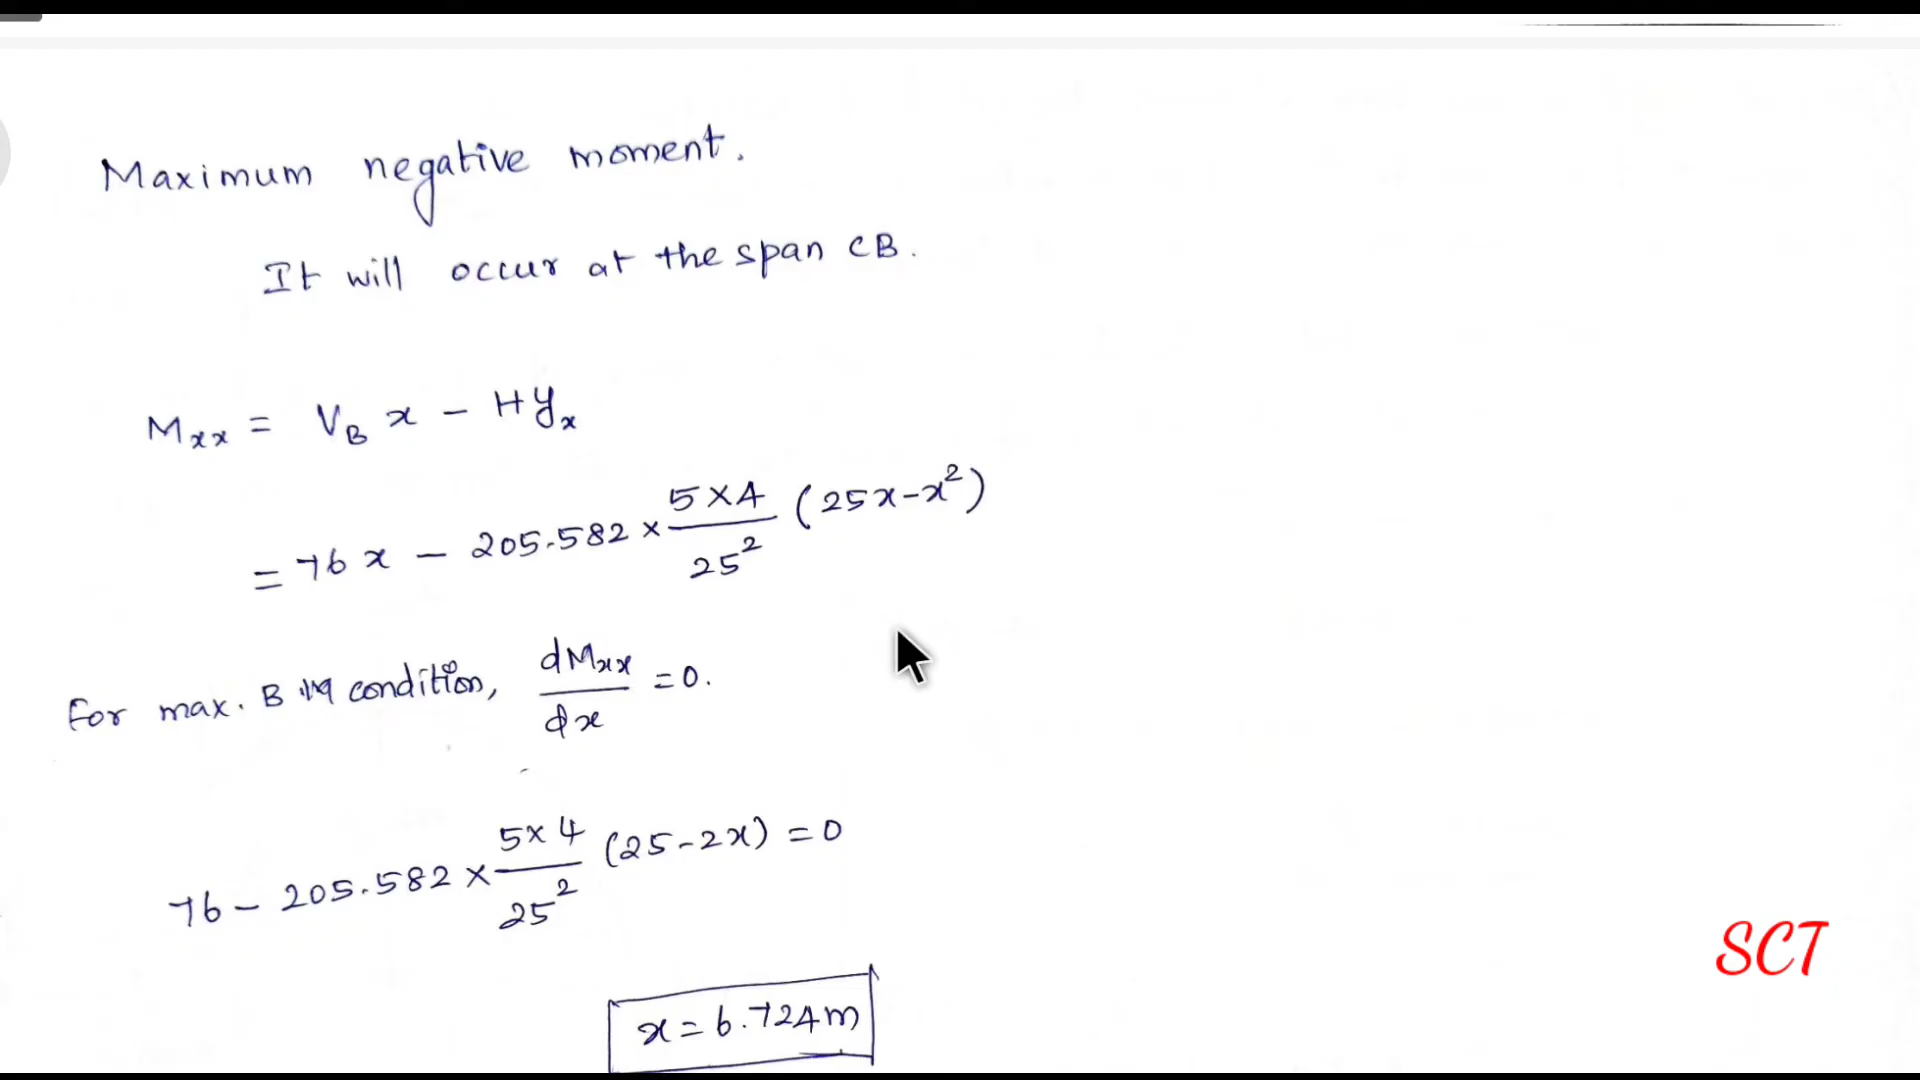 Maximum negative moment.
It will occur at the span CB.
Mxx = VB x - Hyx
= 76 x - 205.582 × 5×4/25² (25x-x²)
For max. B condition, dMxx/dx = 0.
76 - 205.582 × 5×4/25² (25-2x) = 0
x = 6.724m
SCT